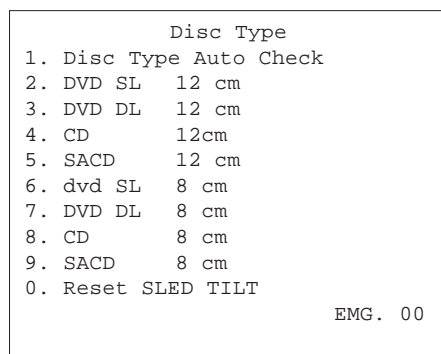 Disc Type
1. Disc Type Auto Check
2. DVD SL 12 cm
3. DVD DL 12 cm
4. CD 12cm
5. SACD 12 cm
6. dvd SL 8 cm
7. DVD DL 8 cm
8. CD 8 cm
9. SACD 8 cm
0. Reset SLED TILT
EMG. 00